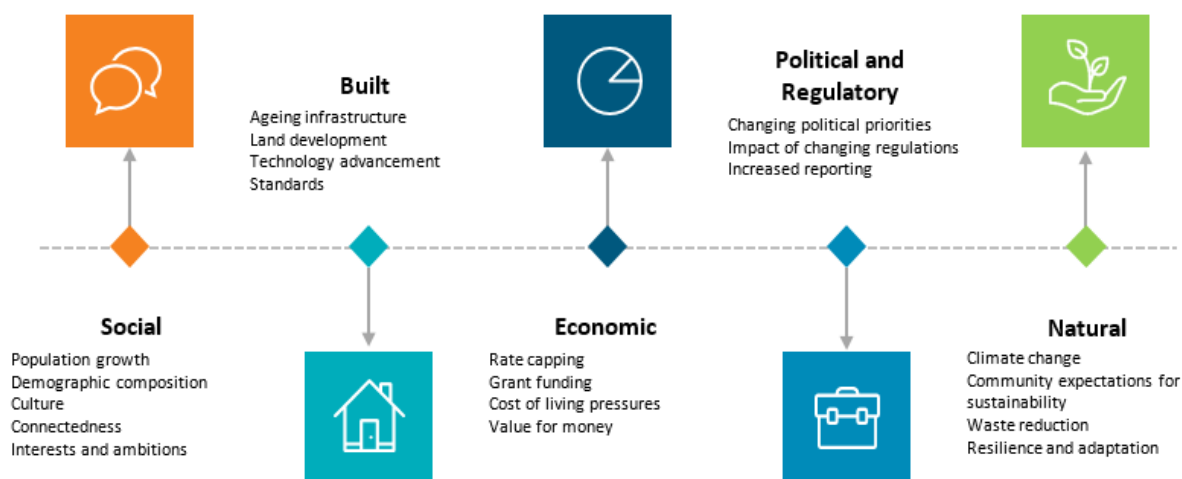 Social
Population growth
Demographic composition
Culture
Connectedness
Interests and ambitions
Built
Ageing infrastructure
Land development
Technology advancement
Standards
Economic
Rate capping
Grant funding
Cost of living pressures
Value for money
Political and
Regulatory
Changing political priorities
Impact of changing regulations
Increased reporting
Natural
Climate change
Community expectations for
sustainability
Waste reduction
Resilience and adaptation